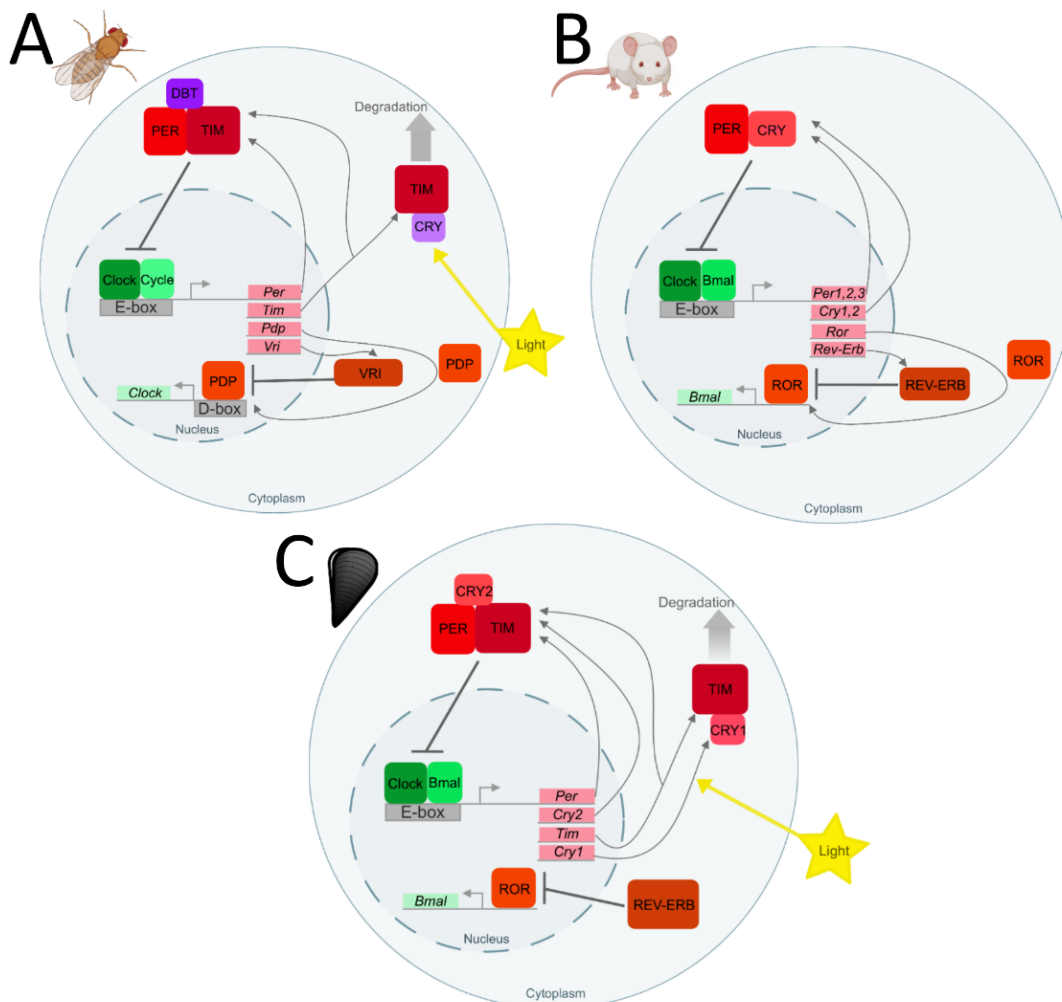 A
DBT
PER
TIM
Degradation
TIM
CRY
Clock
Cycle
E-box
Per
Tim
Pdp
Vri
Light
PDP
VRI
PDP
Clock
D-box
Nucleus
Cytoplasm
B
PER
CRY
Clock
Bmal
E-box
Per1,2,3
Cry1,2
Ror
Rev-Erb
ROR
ROR
REV-ERB
Bmal
Nucleus
Cytoplasm
C
CRY2
PER
TIM
Degradation
TIM
CRY1
Clock
Bmal
E-box
Per
Cry2
Tim
Cry1
Light
ROR
REV-ERB
Bmal
Nucleus
Cytoplasm